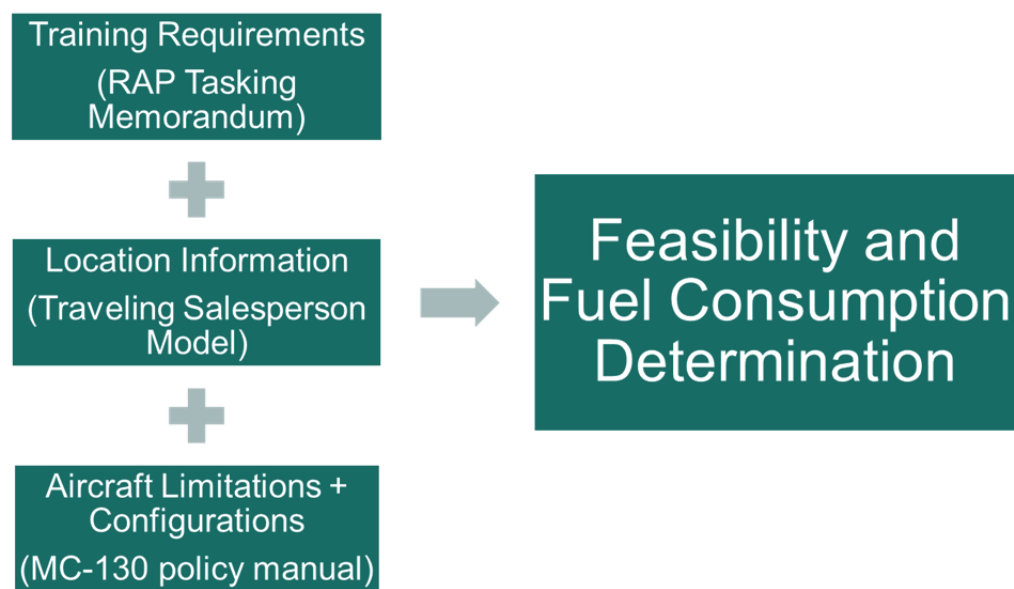 Training Requirements
(RAP Tasking
Memorandum)
Location Information
(Traveling Salesperson
Model)
Aircraft Limitations +
Configurations
(MC-130 policy manual)
Feasibility and
Fuel Consumption
Determination